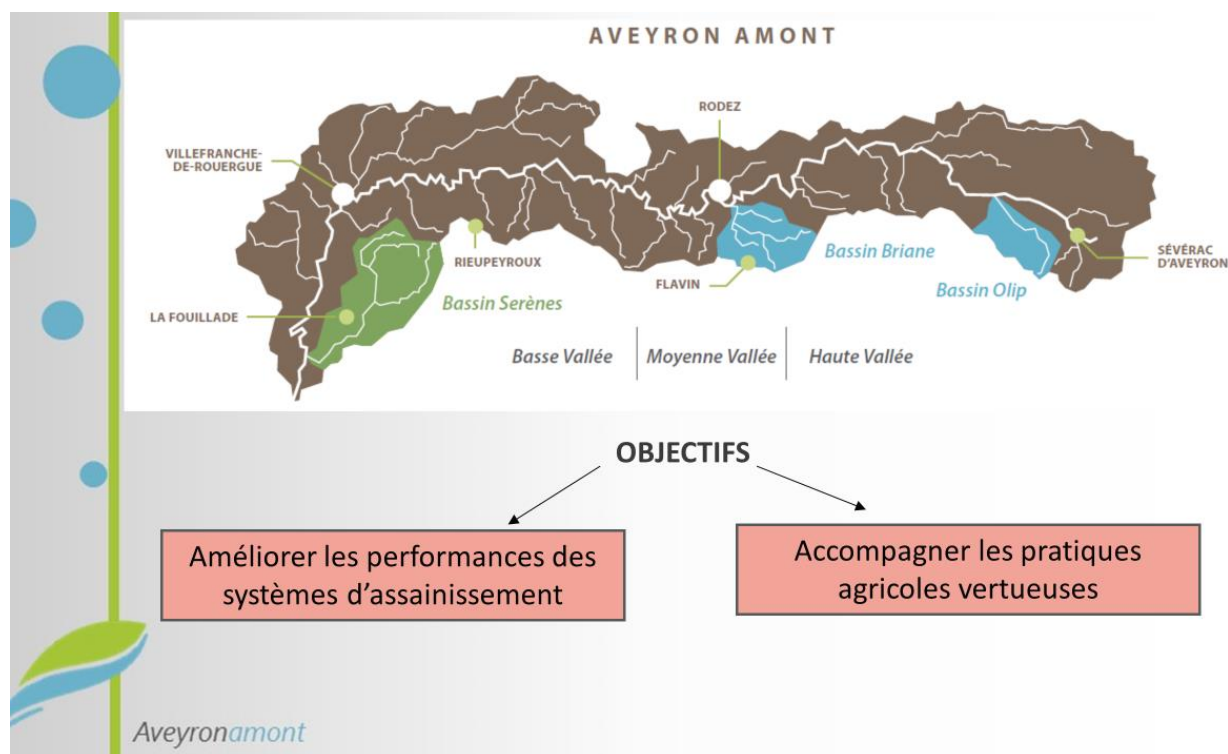 AVEYRON AMONT
RODEZ
VILLEFRANCHE-
DE-ROUERGUE
RIEUPEYROUX
Bassin Briane
SÉVÉRAC
D'AVEYRON
FLAVIN
Bassin Olip
Bassin Serènes
LA FOUILLADE
Basse Vallée
Moyenne Vallée
Haute Vallée
OBJECTIFS
Améliorer les performances des
systèmes d’assainissement
Accompagner les pratiques
agricoles vertueuses
Aveyronamont